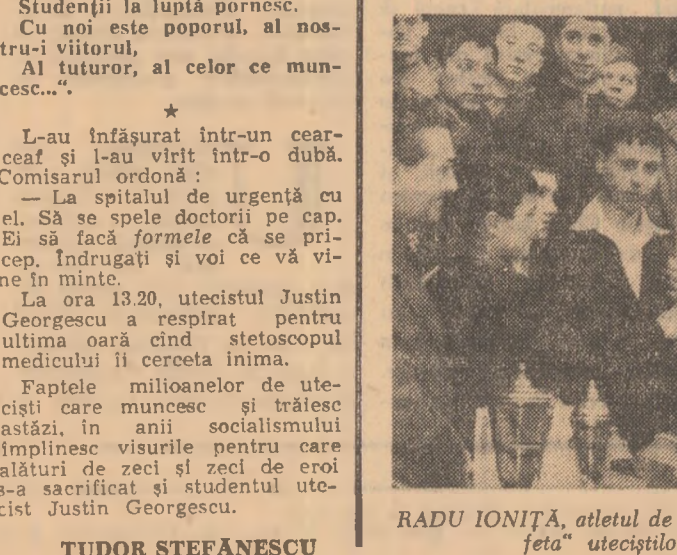 Studenții la luptă pornesc.
Cu noi este poporul, al nos-
tru-i viitorul,
Al tuturor, al celor ce mun-
cesc...“.
★
L-au înfășurat într-un cear-
ceaf și l-au vîrît într-o dubă.
Comisarul ordonă :
— La spitalul de urgență cu
el. Să se spele doctorii pe cap.
Ei să facă formele că se pri-
cep. Îndrugați și voi ce vă vi-
ne în minte.
La ora 13.20, utecistul Justin
Georgescu a respirat pentru
ultima oară cînd stetoscopul
medicului îi cerceta inima.
Faptele milioanelor de ute-
ciști care muncesc și trăiesc
astăzi, în anii socialismului
împlinesc visurile pentru care
alături de zeci și zeci de eroi
s-a sacrificat și studentul ute-
cist Justin Georgescu.
TUDOR ȘTEFĂNESCU
RADU IONIȚĂ, atletul de
feta“ uteciștilo